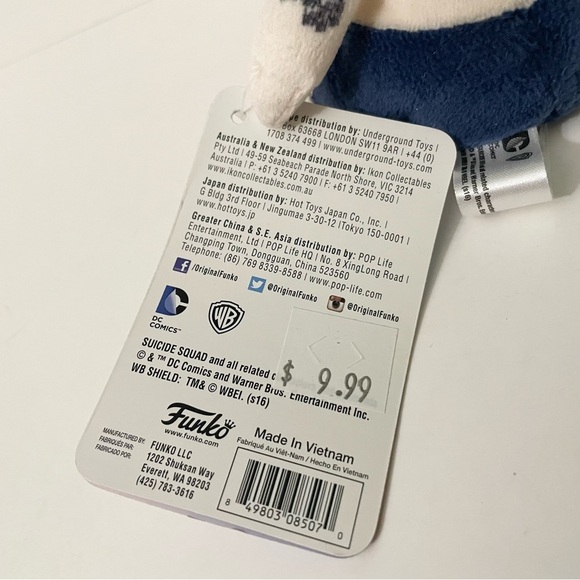 distribution by: Underground Toys |
Box 63668 LONDON SW11 9AR | +44 (0)
1708 374 499 | www.underground-toys.com
Australia & New Zealand distribution by: Ikon Collectables
Pty Ltd | 49-59 Seabeach Parade North Shore, VIC 3214
Australia | P: +61 3 5240 7900 | F: +61 3 5240 7950 |
www.ikoncollectables.com.au
Japan distribution by: Hot Toys Japan Co., Inc. |
G Bldg 3rd Floor | Jingumae 3-30-12 |Tokyo 150-0001 |
www.hottoys.jp
Greater China & S.E. Asia distribution by: POP Life
Entertainment, Ltd | POP Life HQ | No. 8 XingLong Road |
Changping Town, Dongguan, China 523560
Telephone: (86) 769 8339-8588 | www.pop-life.com
f /OriginalFunko
@OriginalFunko
@OriginalFunko
DC
COMICS™
WB
SUICIDE SQUAD and all related
© & ™ DC Comics and Warner Bros. Entertainment Inc.
WB SHIELD: TM& © WBEI. (s16)
$ 9.99
Funko
www.funko.com
MANUFACTURED BY:
FABRIQUÉ PAR:
FABRICADO POR:
FUNKO LLC
1202 Shuksan Way
Everett, WA 98203
(425) 783-3616
Made In Vietnam
Fabriqué Au Viêt-Nam / Hecho En Vietnam
8 49803 08507 0